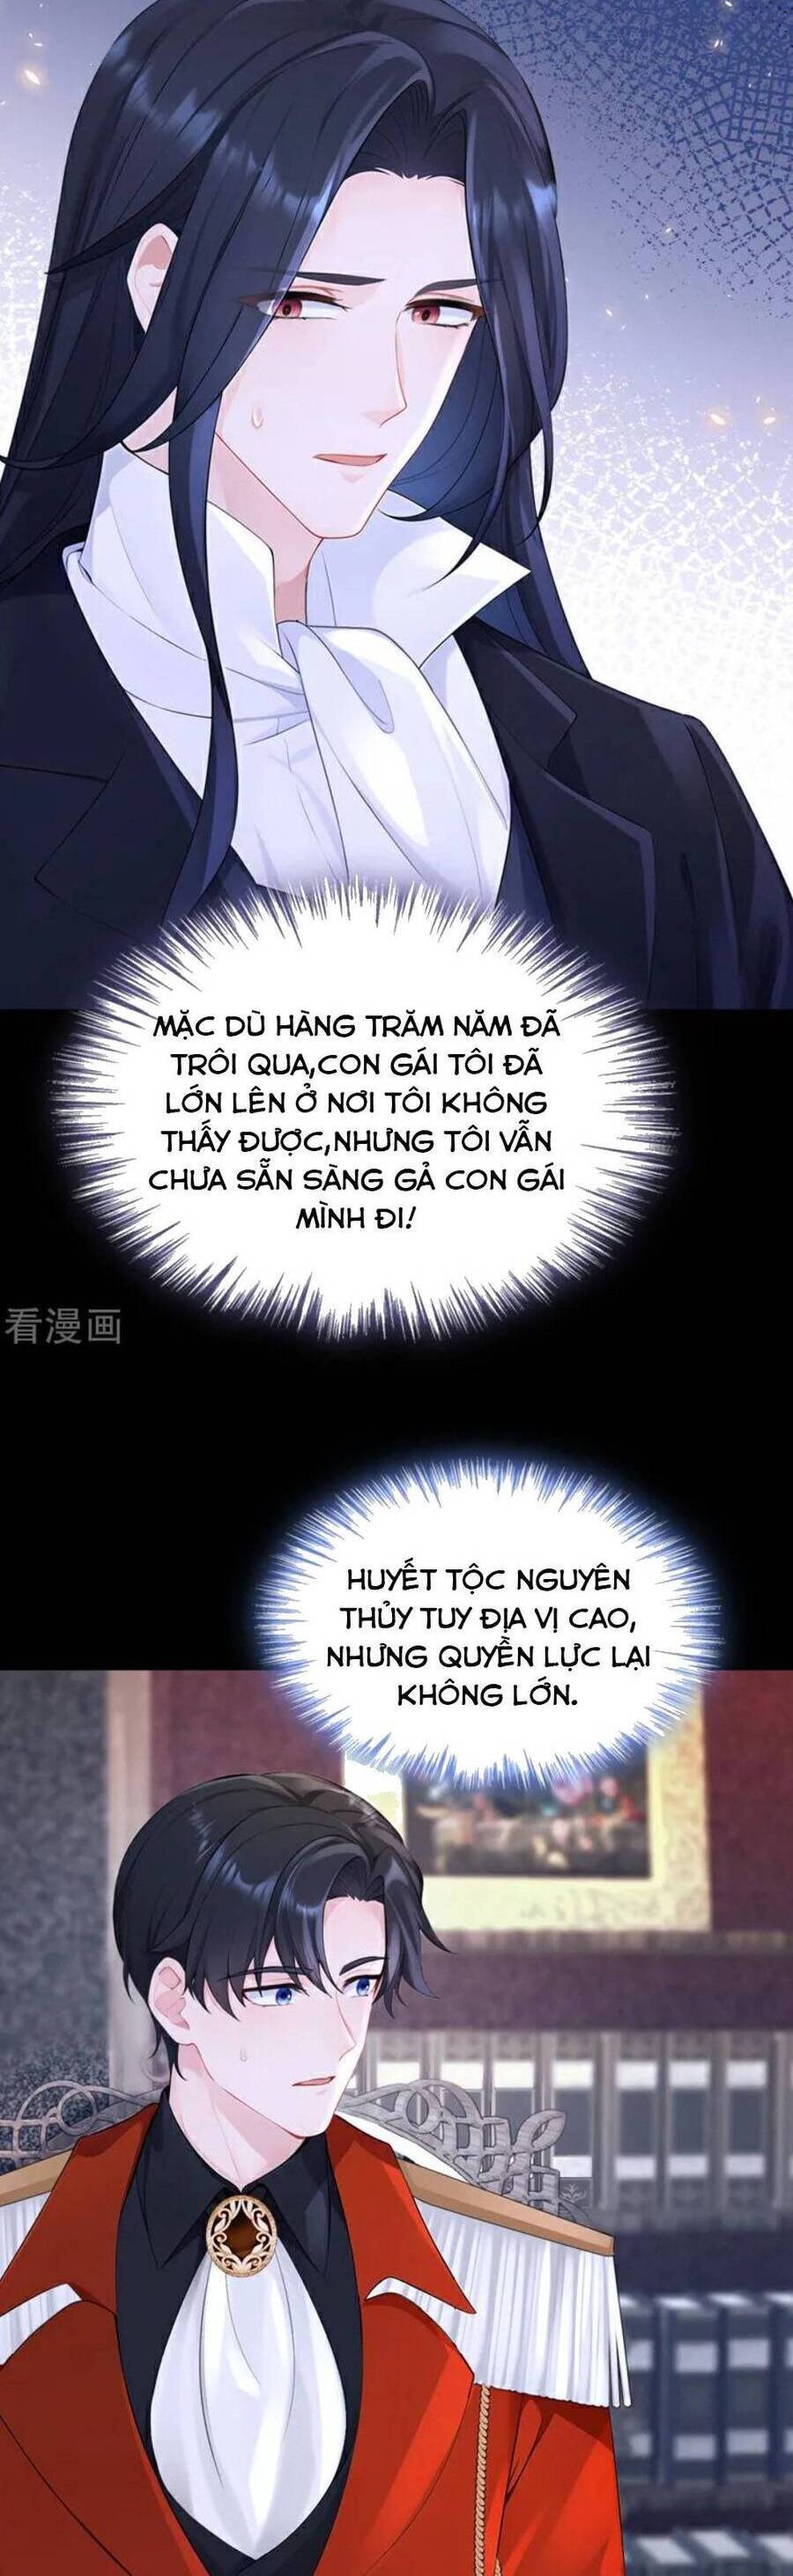 MẶC DÙ HÀNG TRĂM NĂM ĐÃ
TRÔI QUA,CON GÁI TÔI ĐÃ
LỚN LÊN Ở NƠI TÔI KHÔNG
THẤY ĐƯỢC,NHƯNG TÔI VẪN
CHƯA SẴN SÀNG GẢ CON GÁI
MÌNH ĐI!
看漫画
HUYẾT TỘC NGUYÊN
THỦY TUY ĐỊA VỊ CAO,
NHƯNG QUYỀN LỰC LẠI
KHÔNG LỚN.